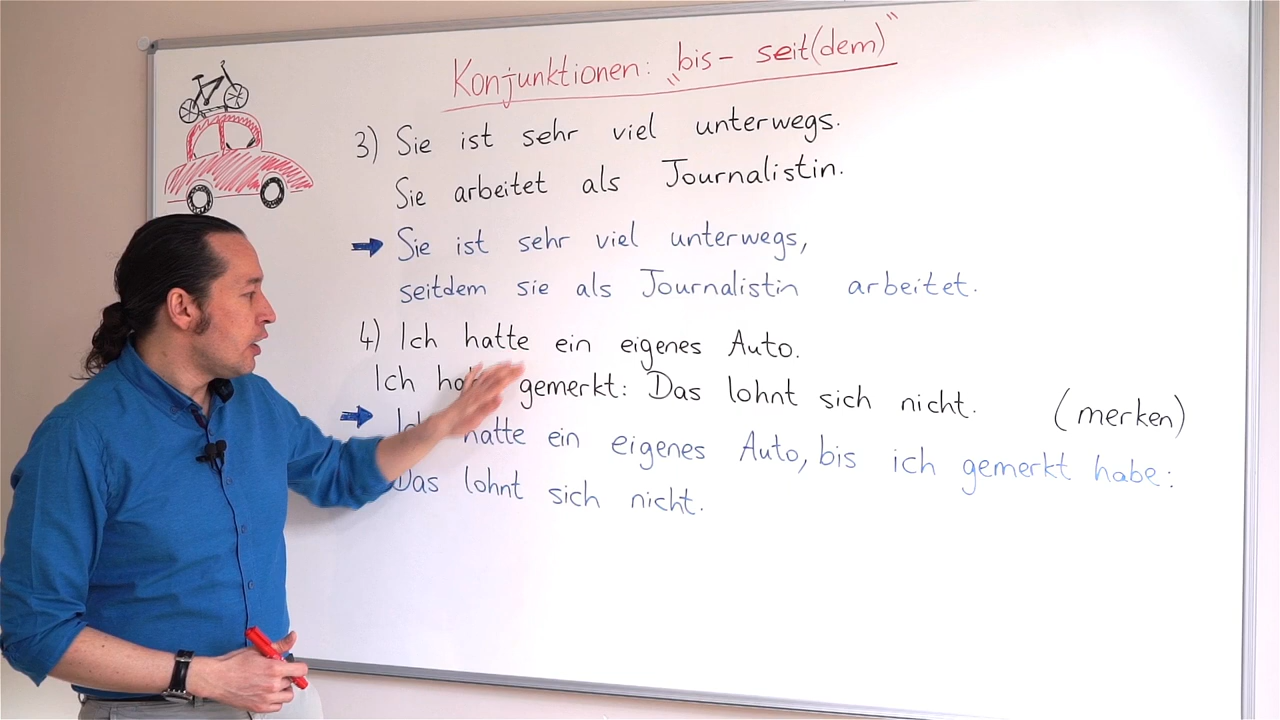 Konjunktionen: "bis - seit(dem)"
3) Sie ist sehr viel unterwegs.
Sie arbeitet als Journalistin.
Sie ist sehr viel unterwegs,
seitdem sie als Journalistin arbeitet.
4) Ich hatte ein eigenes Auto.
Ich gemerkt: Das lohnt sich nicht. (merken)
Ich hatte ein eigenes Auto, bis ich gemerkt habe:
Das lohnt sich nicht.